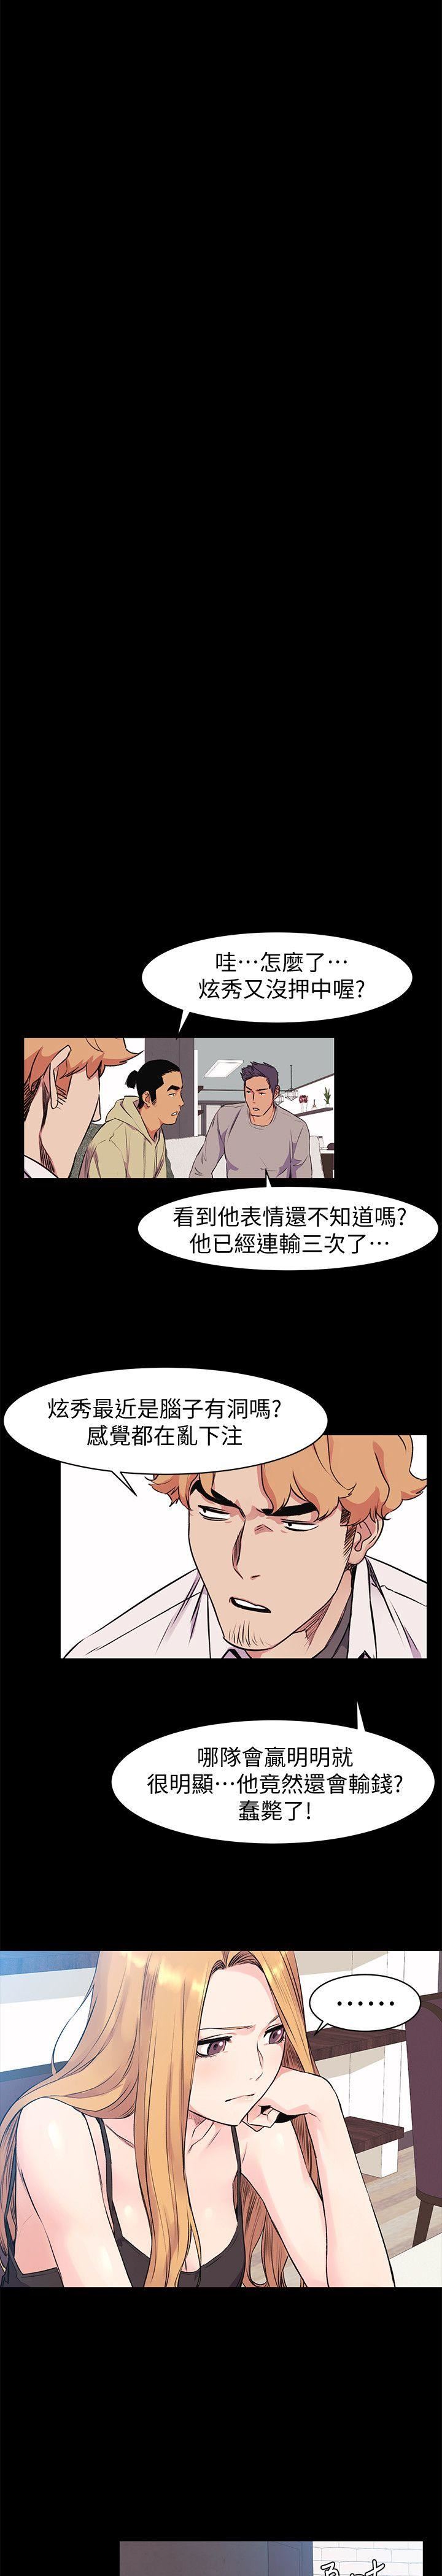 哇⋯怎麼了⋯
炫秀又沒押中喔?
看到他表情還不知道嗎?
他已經連輸三次了⋯
炫秀最近是腦子有洞嗎?
感覺都在亂下注
哪隊會贏明明就
很明顯⋯他竟然還會輸錢?
蠢斃了!
⋯⋯